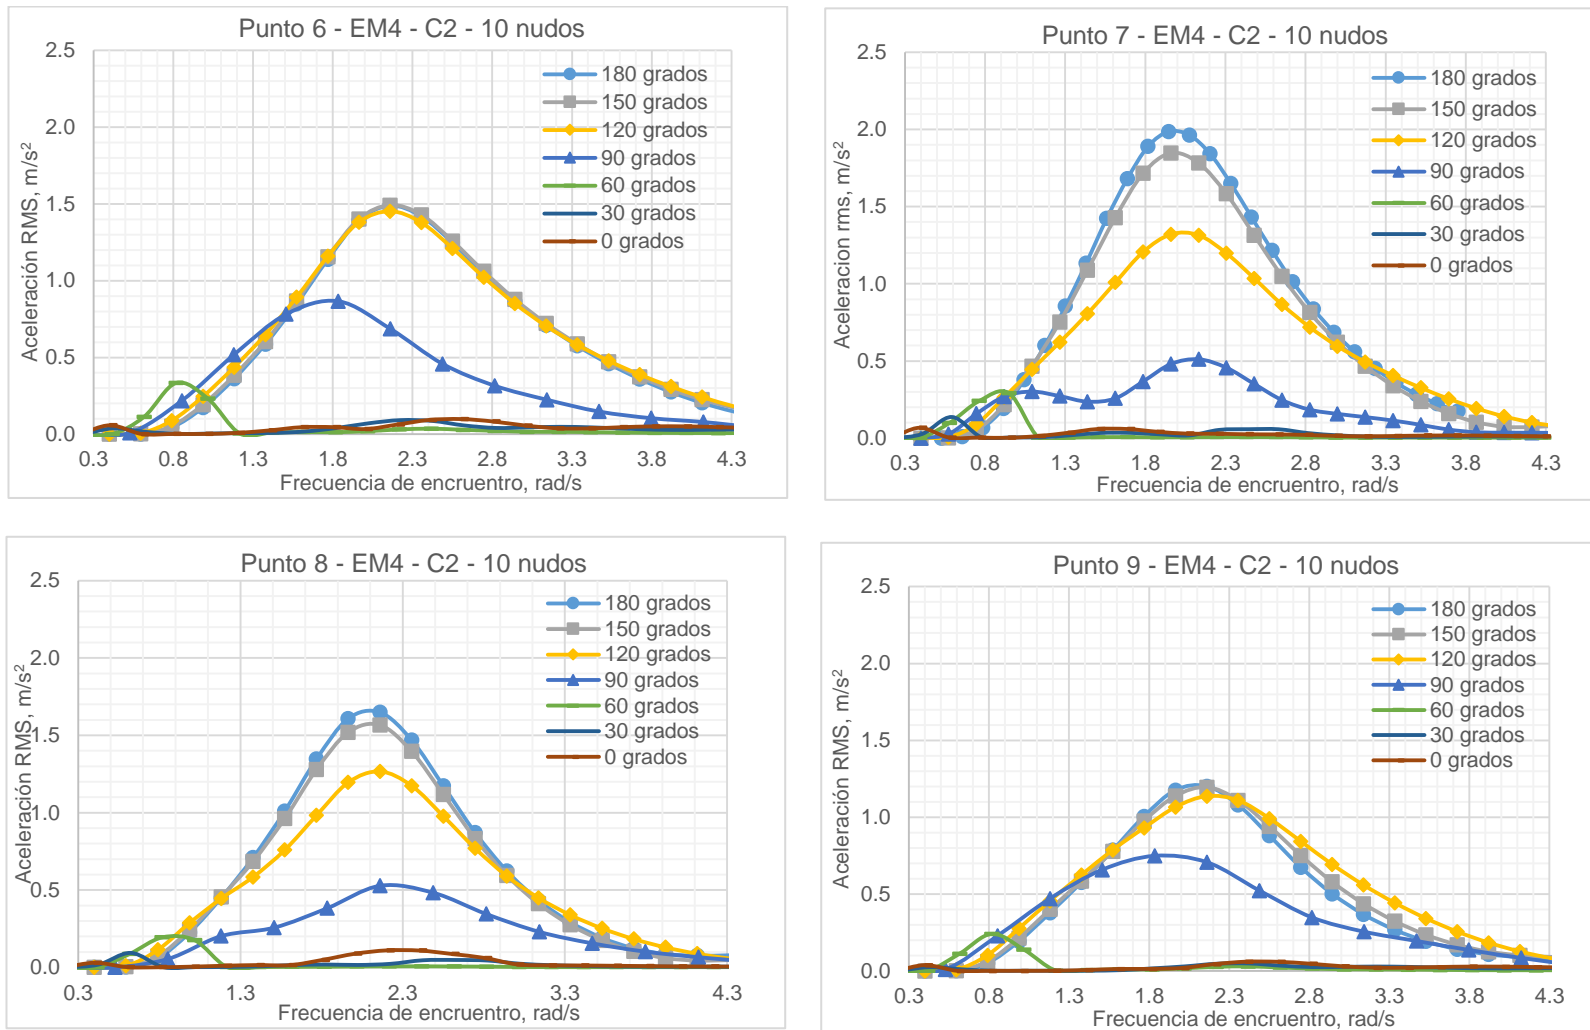 Punto 6 - EM4 - C2 - 10 nudos
2.5
2.0
1.5
1.0
0.5
0.0
Aceleración RMS, m/s²
180 grados
150 grados
120 grados
90 grados
60 grados
30 grados
0 grados
0.3 0.8 1.3 1.8 2.3 2.8 3.3 3.8 4.3
Frecuencia de encruentro, rad/s
Punto 7 - EM4 - C2 - 10 nudos
2.5
2.0
1.5
1.0
0.5
0.0
Aceleracion rms, m/s²
180 grados
150 grados
120 grados
90 grados
60 grados
30 grados
0 grados
0.3 0.8 1.3 1.8 2.3 2.8 3.3 3.8 4.3
Frecuencia de encruentro, rad/s
Punto 8 - EM4 - C2 - 10 nudos
2.5
2.0
1.5
1.0
0.5
0.0
Aceleración RMS, m/s²
180 grados
150 grados
120 grados
90 grados
60 grados
30 grados
0 grados
0.3 1.3 2.3 3.3 4.3
Frecuencia de encuentro, rad/s
Punto 9 - EM4 - C2 - 10 nudos
2.5
2.0
1.5
1.0
0.5
0.0
Aceleración RMS, m/s²
180 grados
150 grados
120 grados
90 grados
60 grados
30 grados
0 grados
0.3 0.8 1.3 1.8 2.3 2.8 3.3 3.8 4.3
Frecuencia de encuentro, rad/s